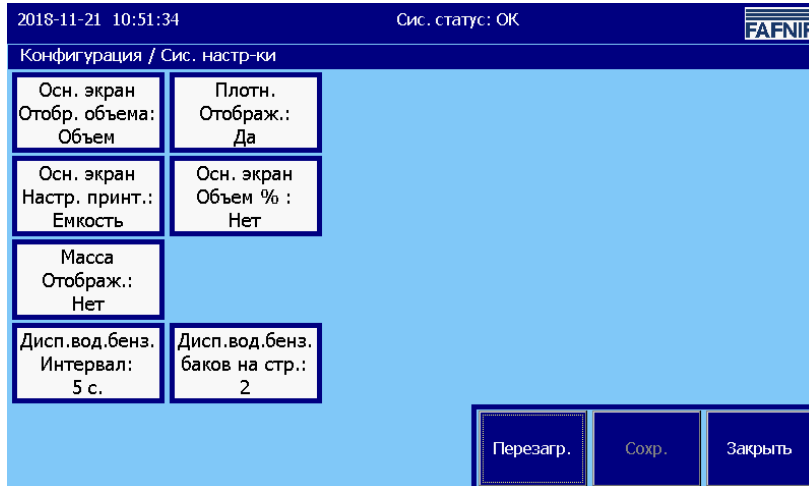 2018-11-21 10:51:34 Сис. статус: OK
FAFNIR
Конфигурация / Сис. настр-ки
Осн. экран
Отобр. объема:
Объем
Плотн.
Отображ.:
Да
Осн. экран
Настр. принт.:
Емкость
Осн. экран
Объем % :
Нет
Масса
Отображ.:
Нет
Дисп.вод.бенз.
Интервал:
5 с.
Дисп.вод.бенз.
баков на стр.:
2
Перезагр.
Сохр.
Закрыть